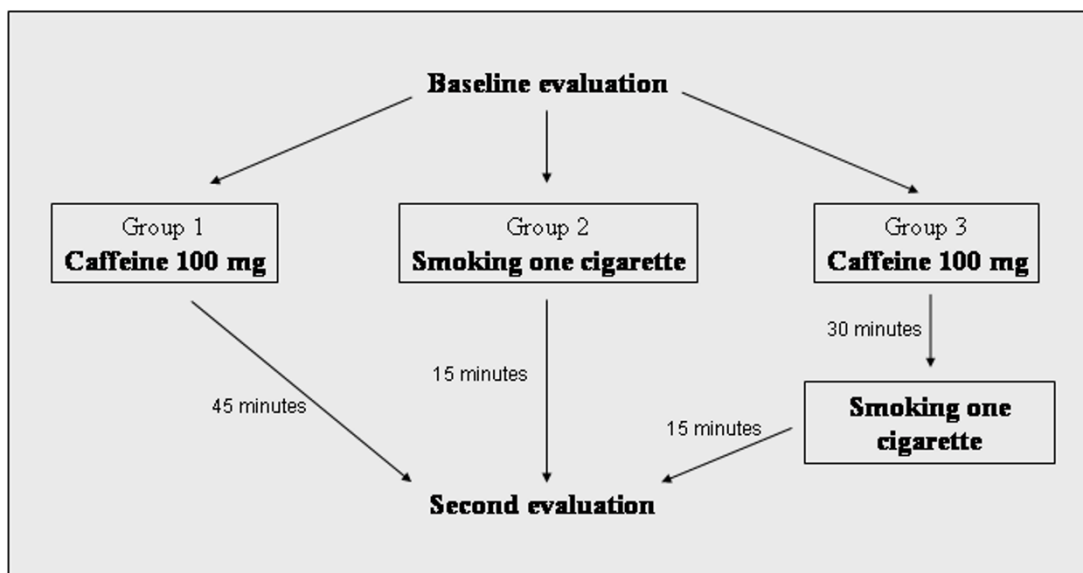 Baseline evaluation
Group 1
Caffeine 100 mg
Group 2
Smoking one cigarette
Group 3
Caffeine 100 mg
30 minutes
15 minutes
45 minutes
Smoking one
cigarette
15 minutes
Second evaluation